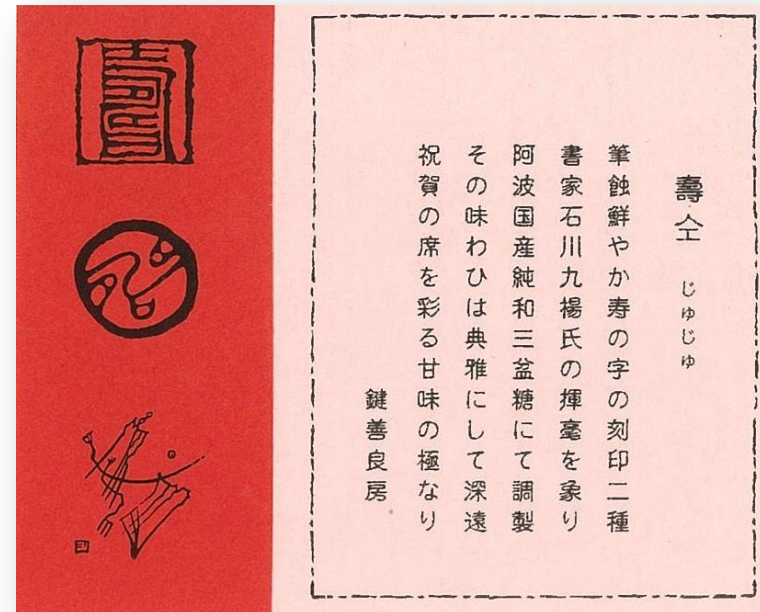 壽仝 じゅじゅ
筆蝕鮮やか寿の字の刻印二種
書家石川九楊氏の揮毫を象り
阿波国産純和三盆糖にて調製
その味わひは典雅にして深遠
祝賀の席を彩る甘味の極なり
鍵善良房